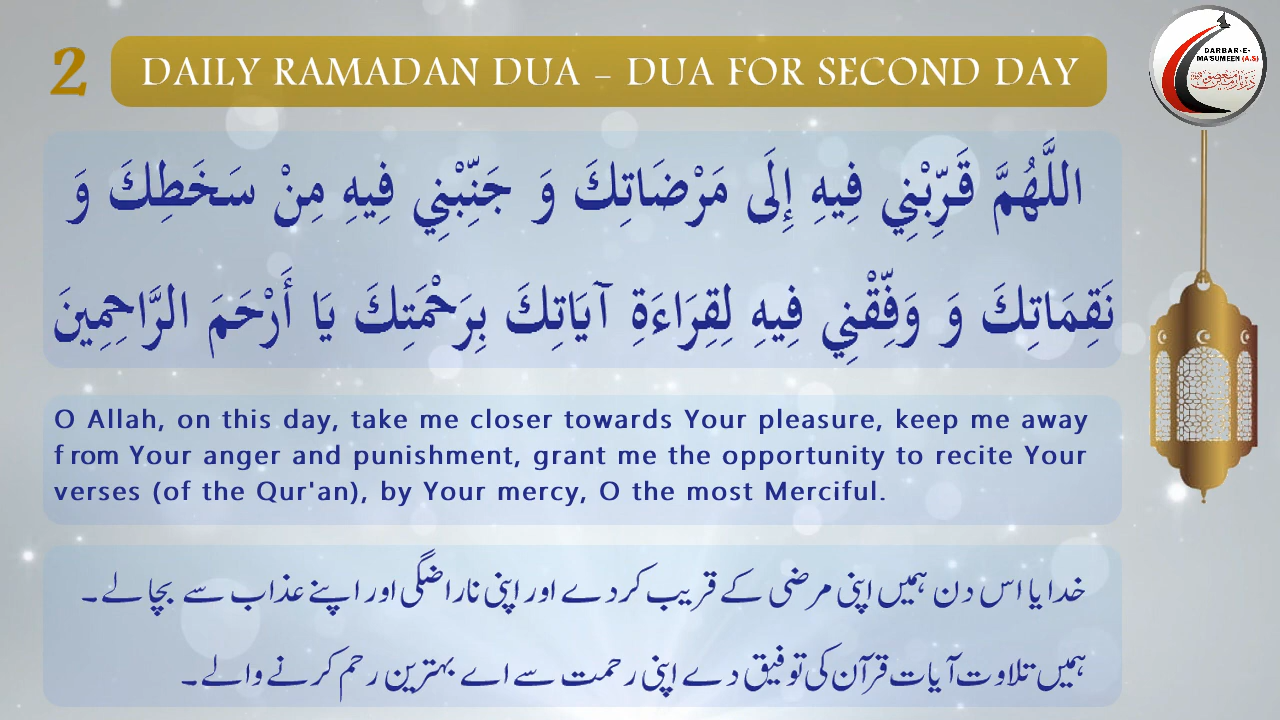 2
DAILY RAMADAN DUA – DUA FOR SECOND DAY
DARBAR-E-
MA'SUMEEN (A.S)
اللَّهُمَّ قَرِّبْنِي فِيهِ إِلَى مَرْضَاتِكَ وَ جَنِّبْنِي فِيهِ مِنْ سَخَطِكَ وَ
نَقِمَاتِكَ وَ وَفِّقْنِي فِيهِ لِقِرَاءَةِ آيَاتِكَ بِرَحْمَتِكَ يَا أَرْحَمَ الرَّاحِمِينَ
O Allah, on this day, take me closer towards Your pleasure, keep me away
from Your anger and punishment, grant me the opportunity to recite Your
verses (of the Qur'an), by Your mercy, O the most Merciful.
خدایا اس دن ہمیں اپنی مرضی کے قریب کردے اور اپنی ناراضگی اور اپنے عذاب سے بچالے۔
ہمیں تلاوت آیات قرآن کی توفیق دے اپنی رحمت سے اے بہترین رحم کرنے والے۔